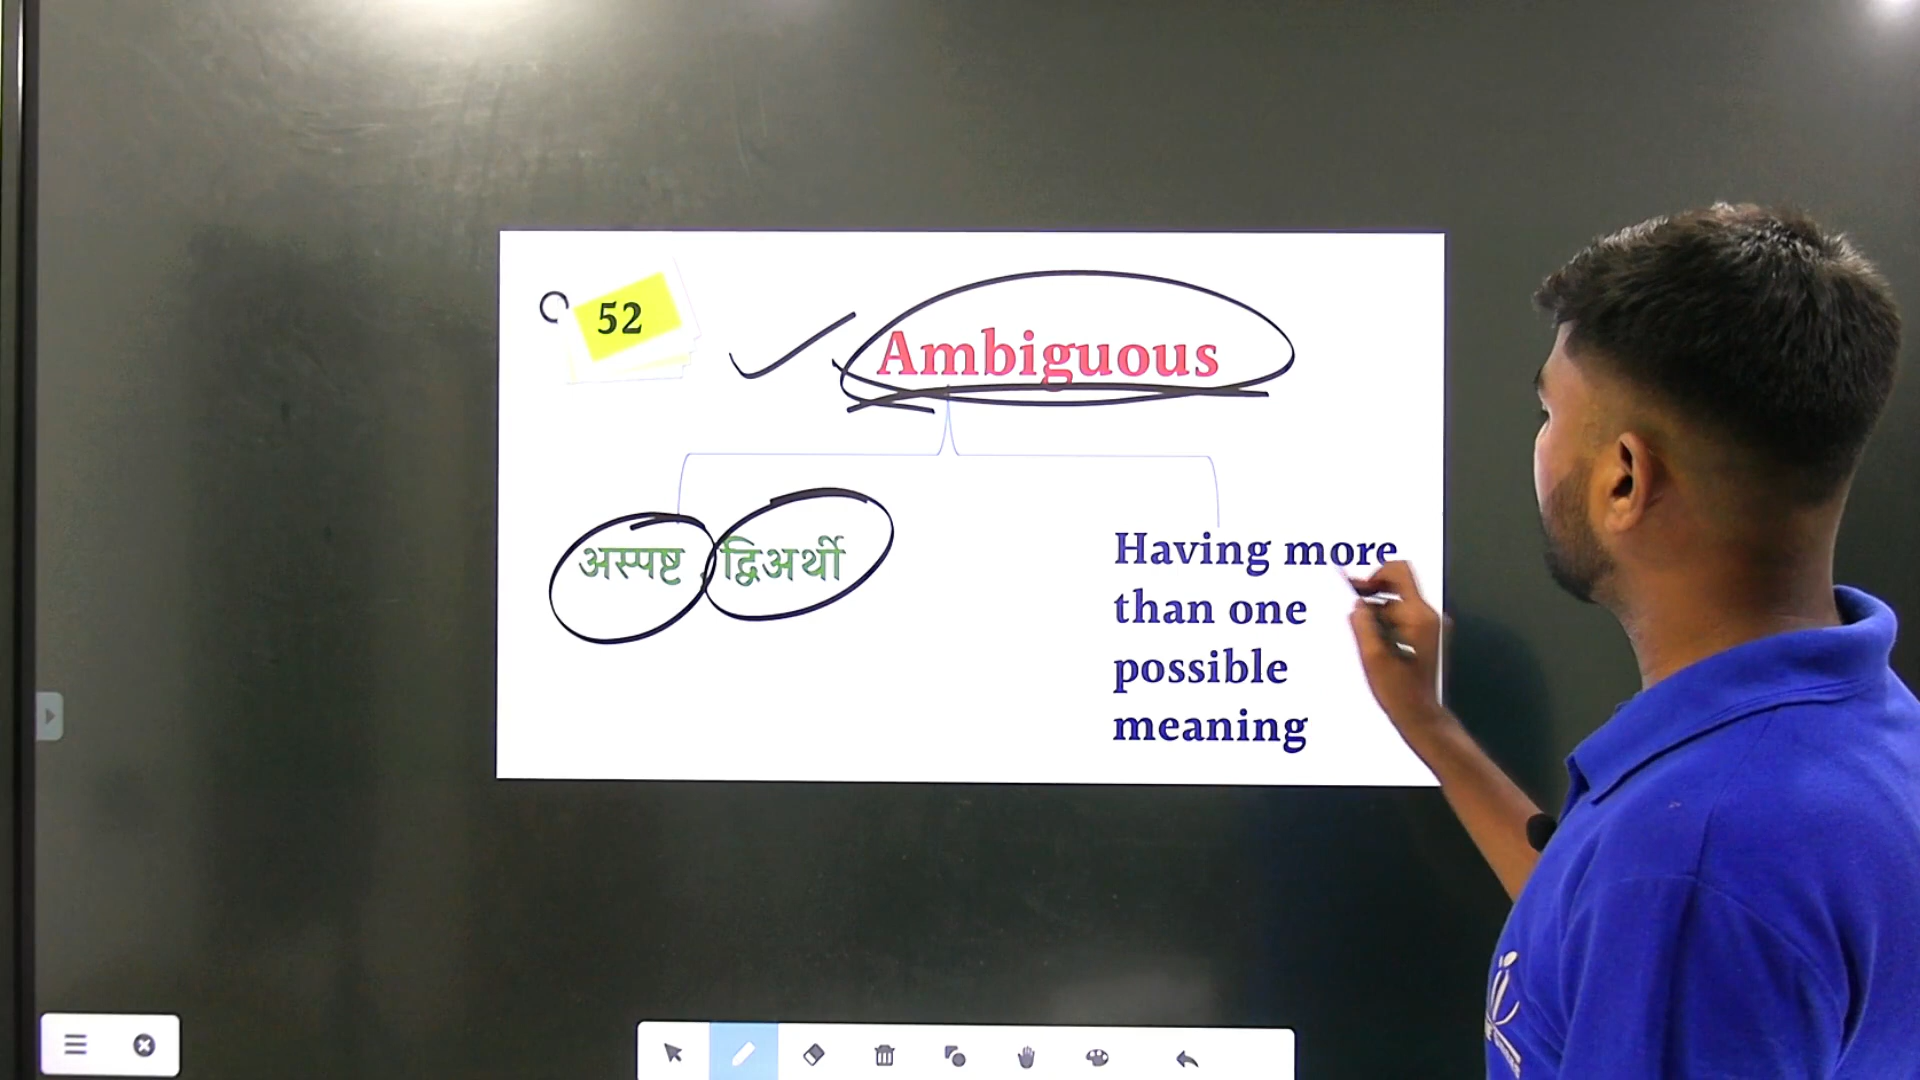 52
Ambiguous
अस्पष्ट, द्विअर्थी
Having more
than one
possible
meaning